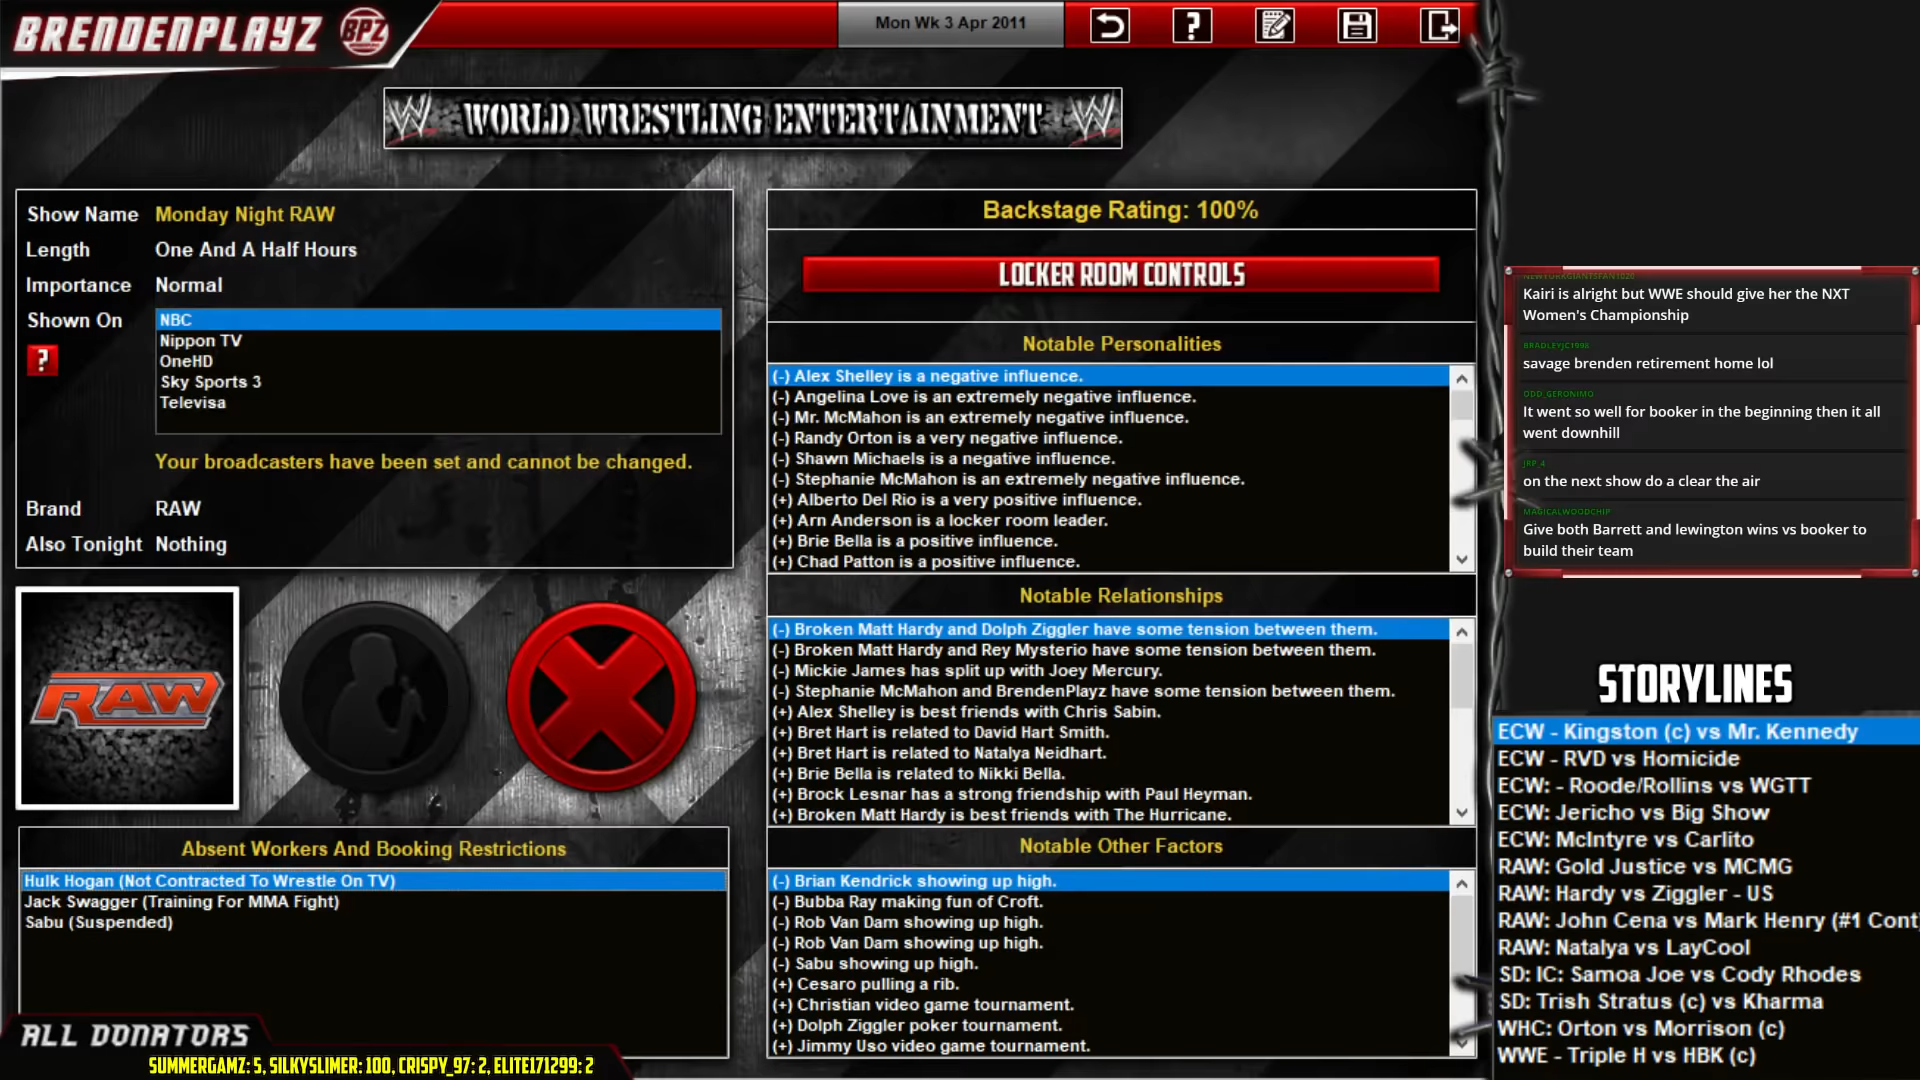 BRENDENPLAYZ
BPZ
Mon Wk 3 Apr 2011
WORLD WRESTLING ENTERTAINMENT
Show Name Monday Night RAW
Length One And A Half Hours
Importance Normal
Shown On NBC
Nippon TV
OneHD
Sky Sports 3
Televisa
Your broadcasters have been set and cannot be changed.
Brand RAW
Also Tonight Nothing
RAW
Absent Workers And Booking Restrictions
Hulk Hogan (Not Contracted To Wrestle On TV)
Jack Swagger (Training For MMA Fight)
Sabu (Suspended)
ALL DONATORS
SUMMERGAMZ: 5, SILKYSLIMER: 100, CRISPY_97: 2, ELITE171299: 2
Backstage Rating: 100%
LOCKER ROOM CONTROLS
Notable Personalities
(-) Alex Shelley is a negative influence.
(-) Angelina Love is an extremely negative influence.
(-) Mr. McMahon is an extremely negative influence.
(-) Randy Orton is a very negative influence.
(-) Shawn Michaels is a negative influence.
(-) Stephanie McMahon is an extremely negative influence.
(+) Alberto Del Rio is a very positive influence.
(+) Arn Anderson is a locker room leader.
(+) Brie Bella is a positive influence.
(+) Chad Patton is a positive influence.
Notable Relationships
(-) Broken Matt Hardy and Dolph Ziggler have some tension between them.
(-) Broken Matt Hardy and Rey Mysterio have some tension between them.
(-) Mickie James has split up with Joey Mercury.
(-) Stephanie McMahon and BrendenPlayz have some tension between them.
(+) Alex Shelley is best friends with Chris Sabin.
(+) Bret Hart is related to David Hart Smith.
(+) Bret Hart is related to Natalya Neidhart.
(+) Brie Bella is related to Nikki Bella.
(+) Brock Lesnar has a strong friendship with Paul Heyman.
(+) Broken Matt Hardy is best friends with The Hurricane.
Notable Other Factors
(-) Brian Kendrick showing up high.
(-) Bubba Ray making fun of Croft.
(-) Rob Van Dam showing up high.
(-) Rob Van Dam showing up high.
(-) Sabu showing up high.
(+) Cesaro pulling a rib.
(+) Christian video game tournament.
(+) Dolph Ziggler poker tournament.
(+) Jimmy Uso video game tournament.
NEWYORKGIANTSFAN1020
Kairi is alright but WWE should give her the NXT
Women's Championship
BRADLEYJC1998
savage brenden retirement home lol
ODD_GERONIMO
It went so well for booker in the beginning then it all
went downhill
JRP_4
on the next show do a clear the air
MAGICALWOODCHIP
Give both Barrett and lewington wins vs booker to
build their team
STORYLINES
ECW - Kingston (c) vs Mr. Kennedy
ECW - RVD vs Homicide
ECW: - Roode/Rollins vs WGTT
ECW: Jericho vs Big Show
ECW: McIntyre vs Carlito
RAW: Gold Justice vs MCMG
RAW: Hardy vs Ziggler - US
RAW: John Cena vs Mark Henry (#1 Cont
RAW: Natalya vs LayCool
SD: IC: Samoa Joe vs Cody Rhodes
SD: Trish Stratus (c) vs Kharma
WHC: Orton vs Morrison (c)
WWE - Triple H vs HBK (c)